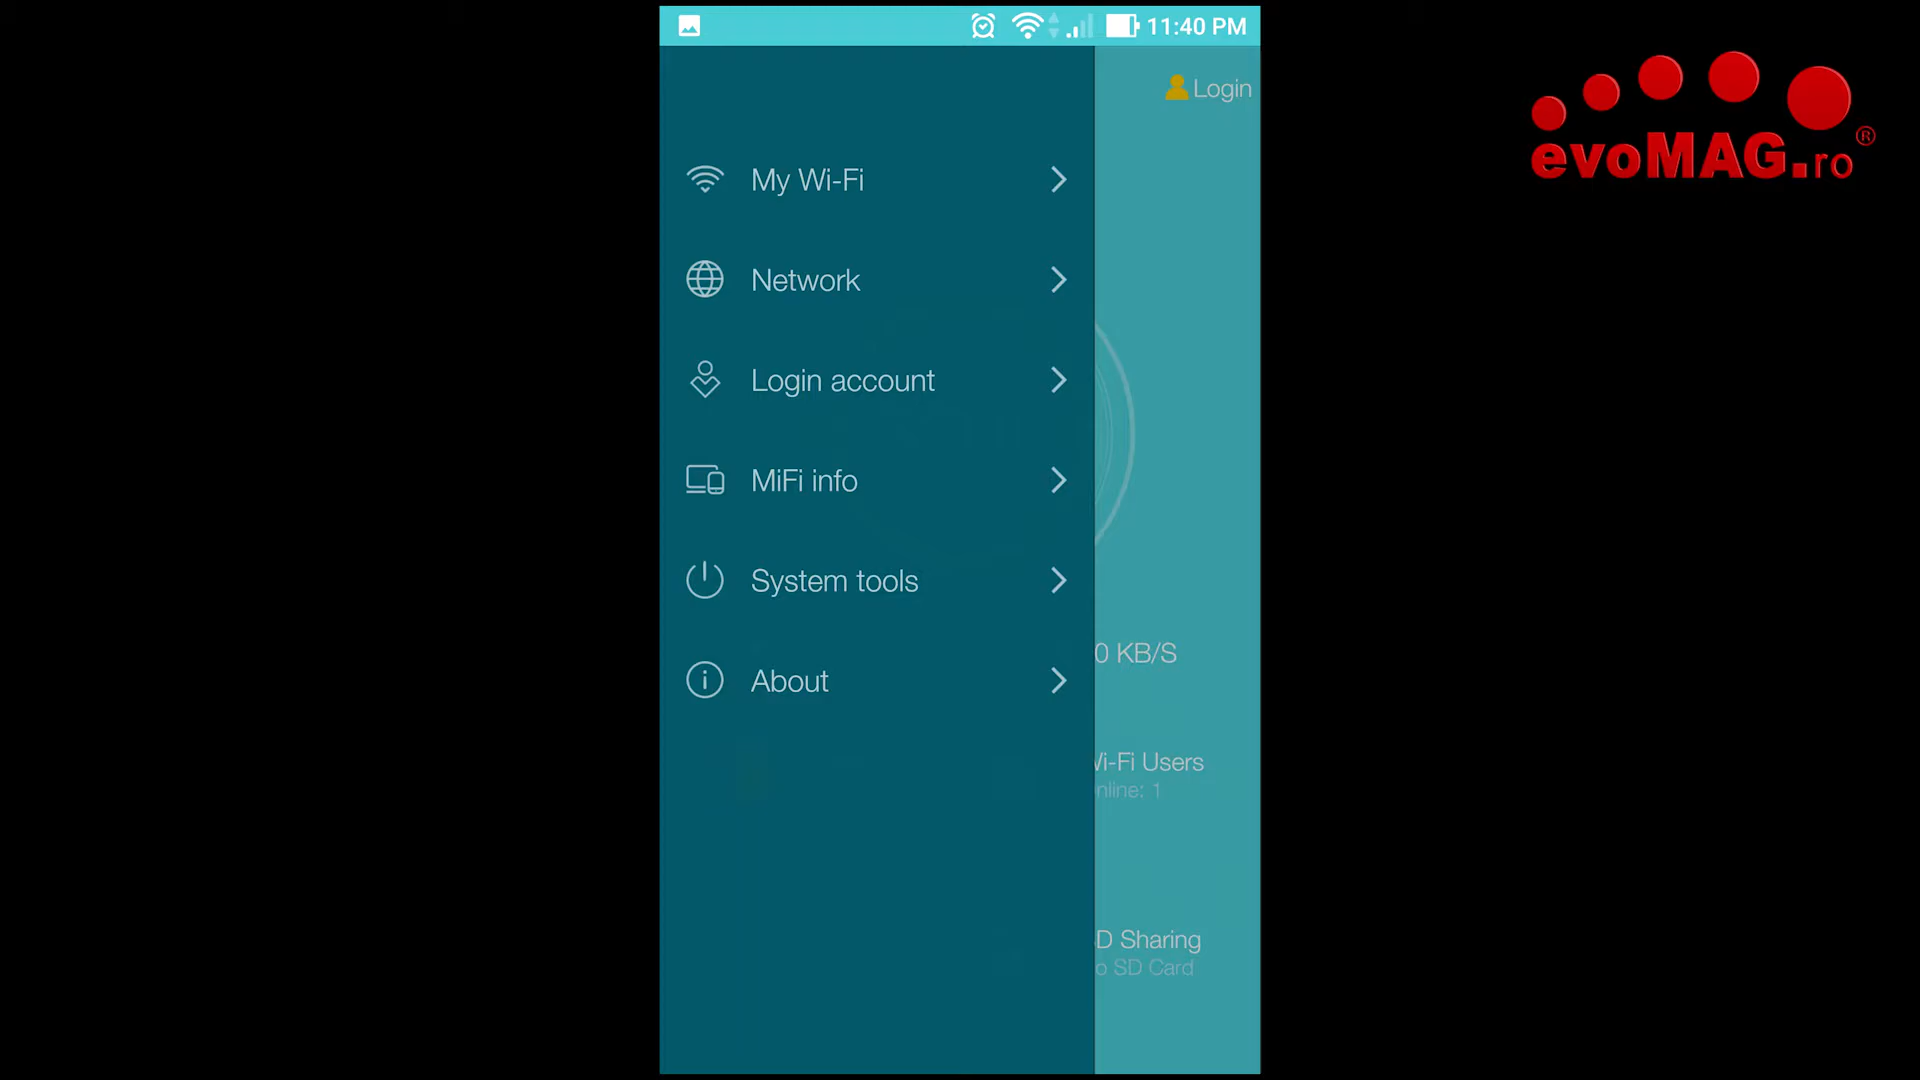 11:40 PM
Login
evoMAG.ro®
My Wi-Fi
Network
Login account
MiFi info
System tools
About
0 KB/S
Wi-Fi Users
nline: 1
D Sharing
o SD Card